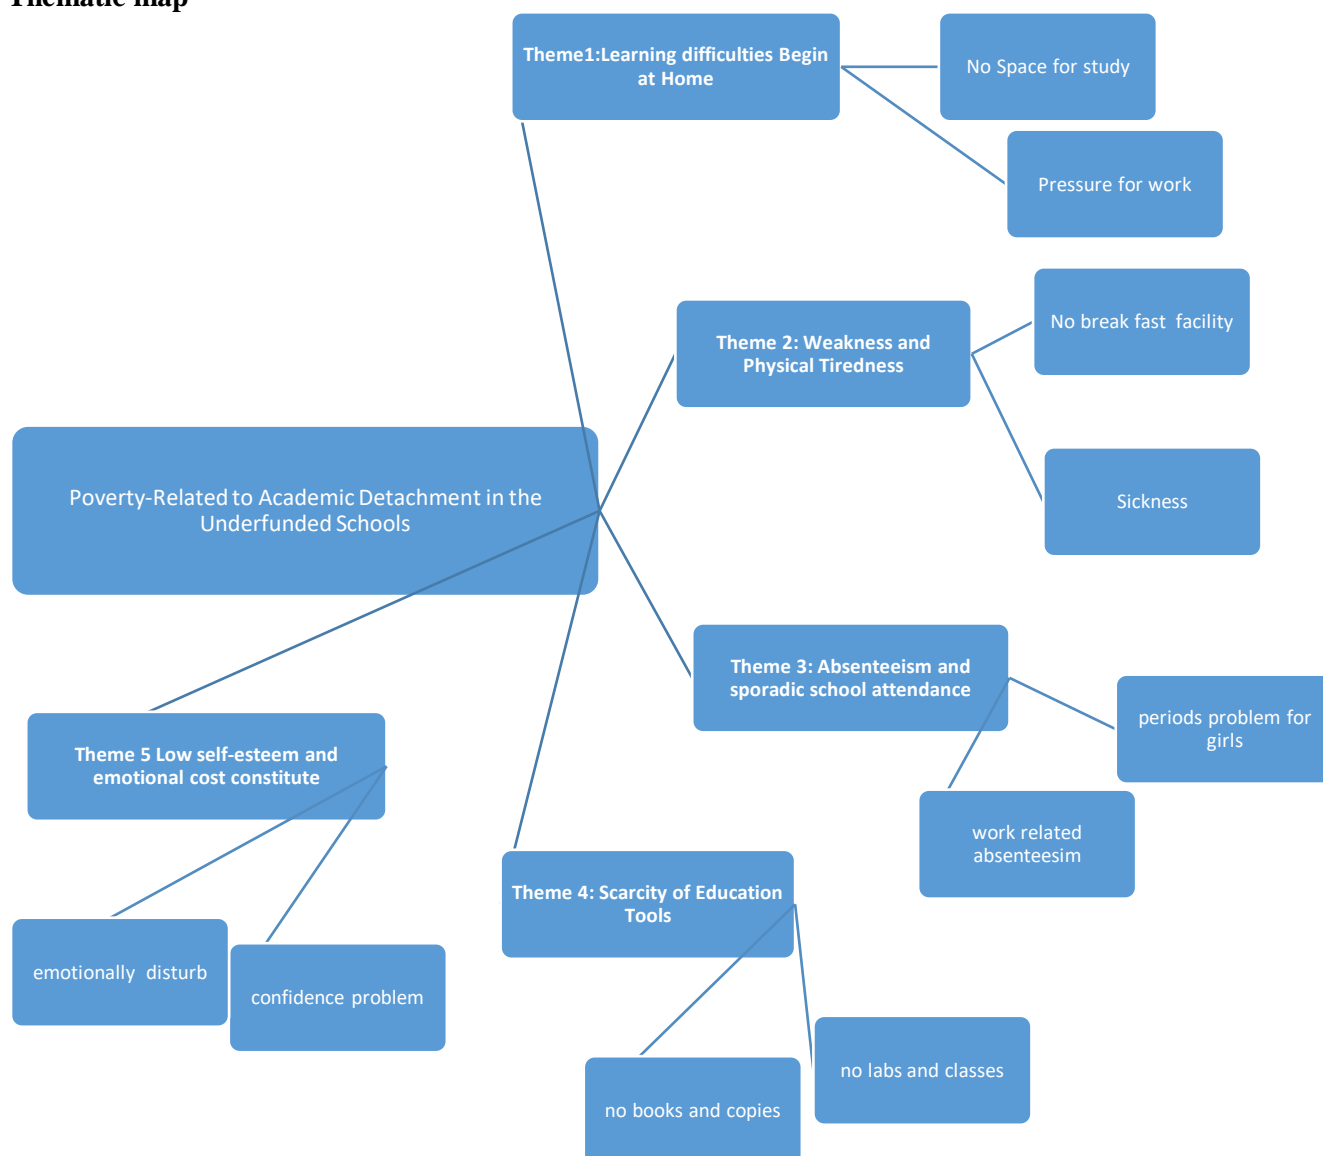 Thematic map
Theme1:Learning difficulties Begin
at Home
No Space for study
Pressure for work
Theme 2: Weakness and
Physical Tiredness
No break fast facility
Sickness
Poverty-Related to Academic Detachment in the
Underfunded Schools
Theme 3: Absenteeism and
sporadic school attendance
periods problem for
girls
work related
absenteesim
Theme 5 Low self-esteem and
emotional cost constitute
emotionally disturb
confidence problem
Theme 4: Scarcity of Education
Tools
no books and copies
no labs and classes